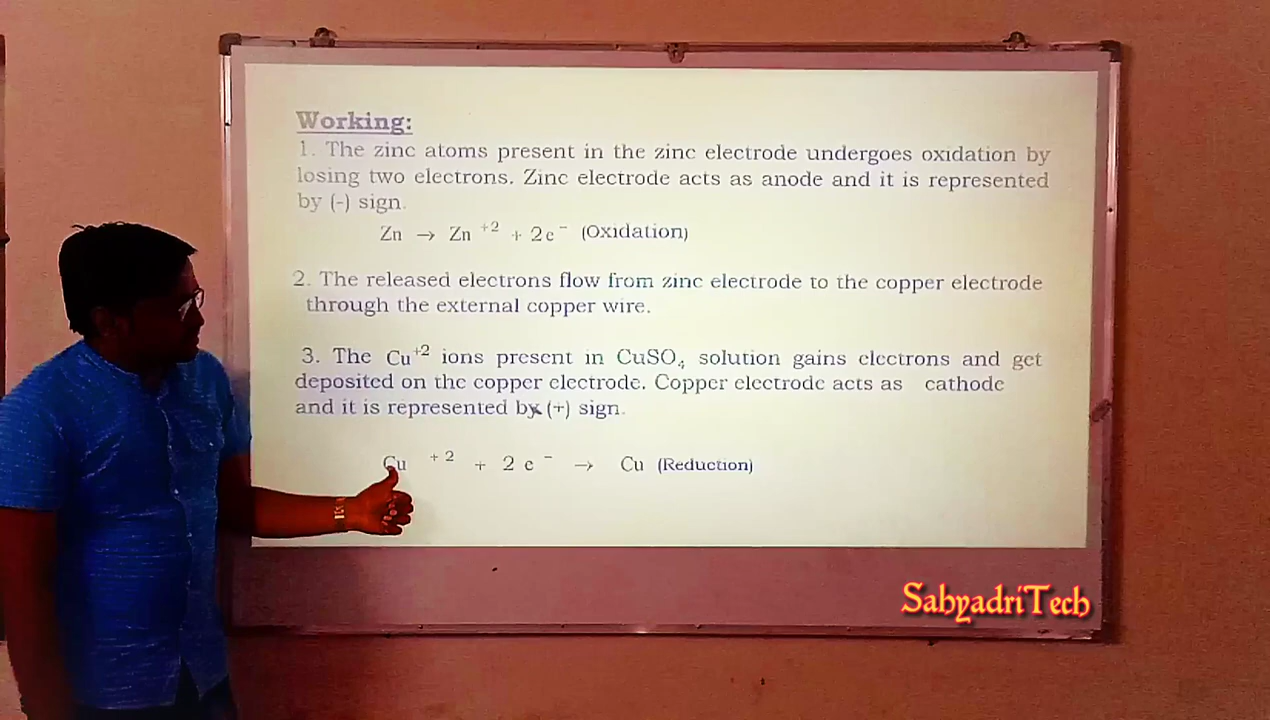 Working:
1. The zinc atoms present in the zinc electrode undergoes oxidation by
losing two electrons. Zinc electrode acts as anode and it is represented
by (-) sign.
Zn → Zn ⁺² + 2e⁻ (Oxidation)
2. The released electrons flow from zinc electrode to the copper electrode
through the external copper wire.
3. The Cu⁺² ions present in CuSO₄ solution gains electrons and get
deposited on the copper electrode. Copper electrode acts as cathode
and it is represented by (+) sign.
Cu ⁺² + 2 e ⁻ → Cu (Reduction)
SahyadriTech